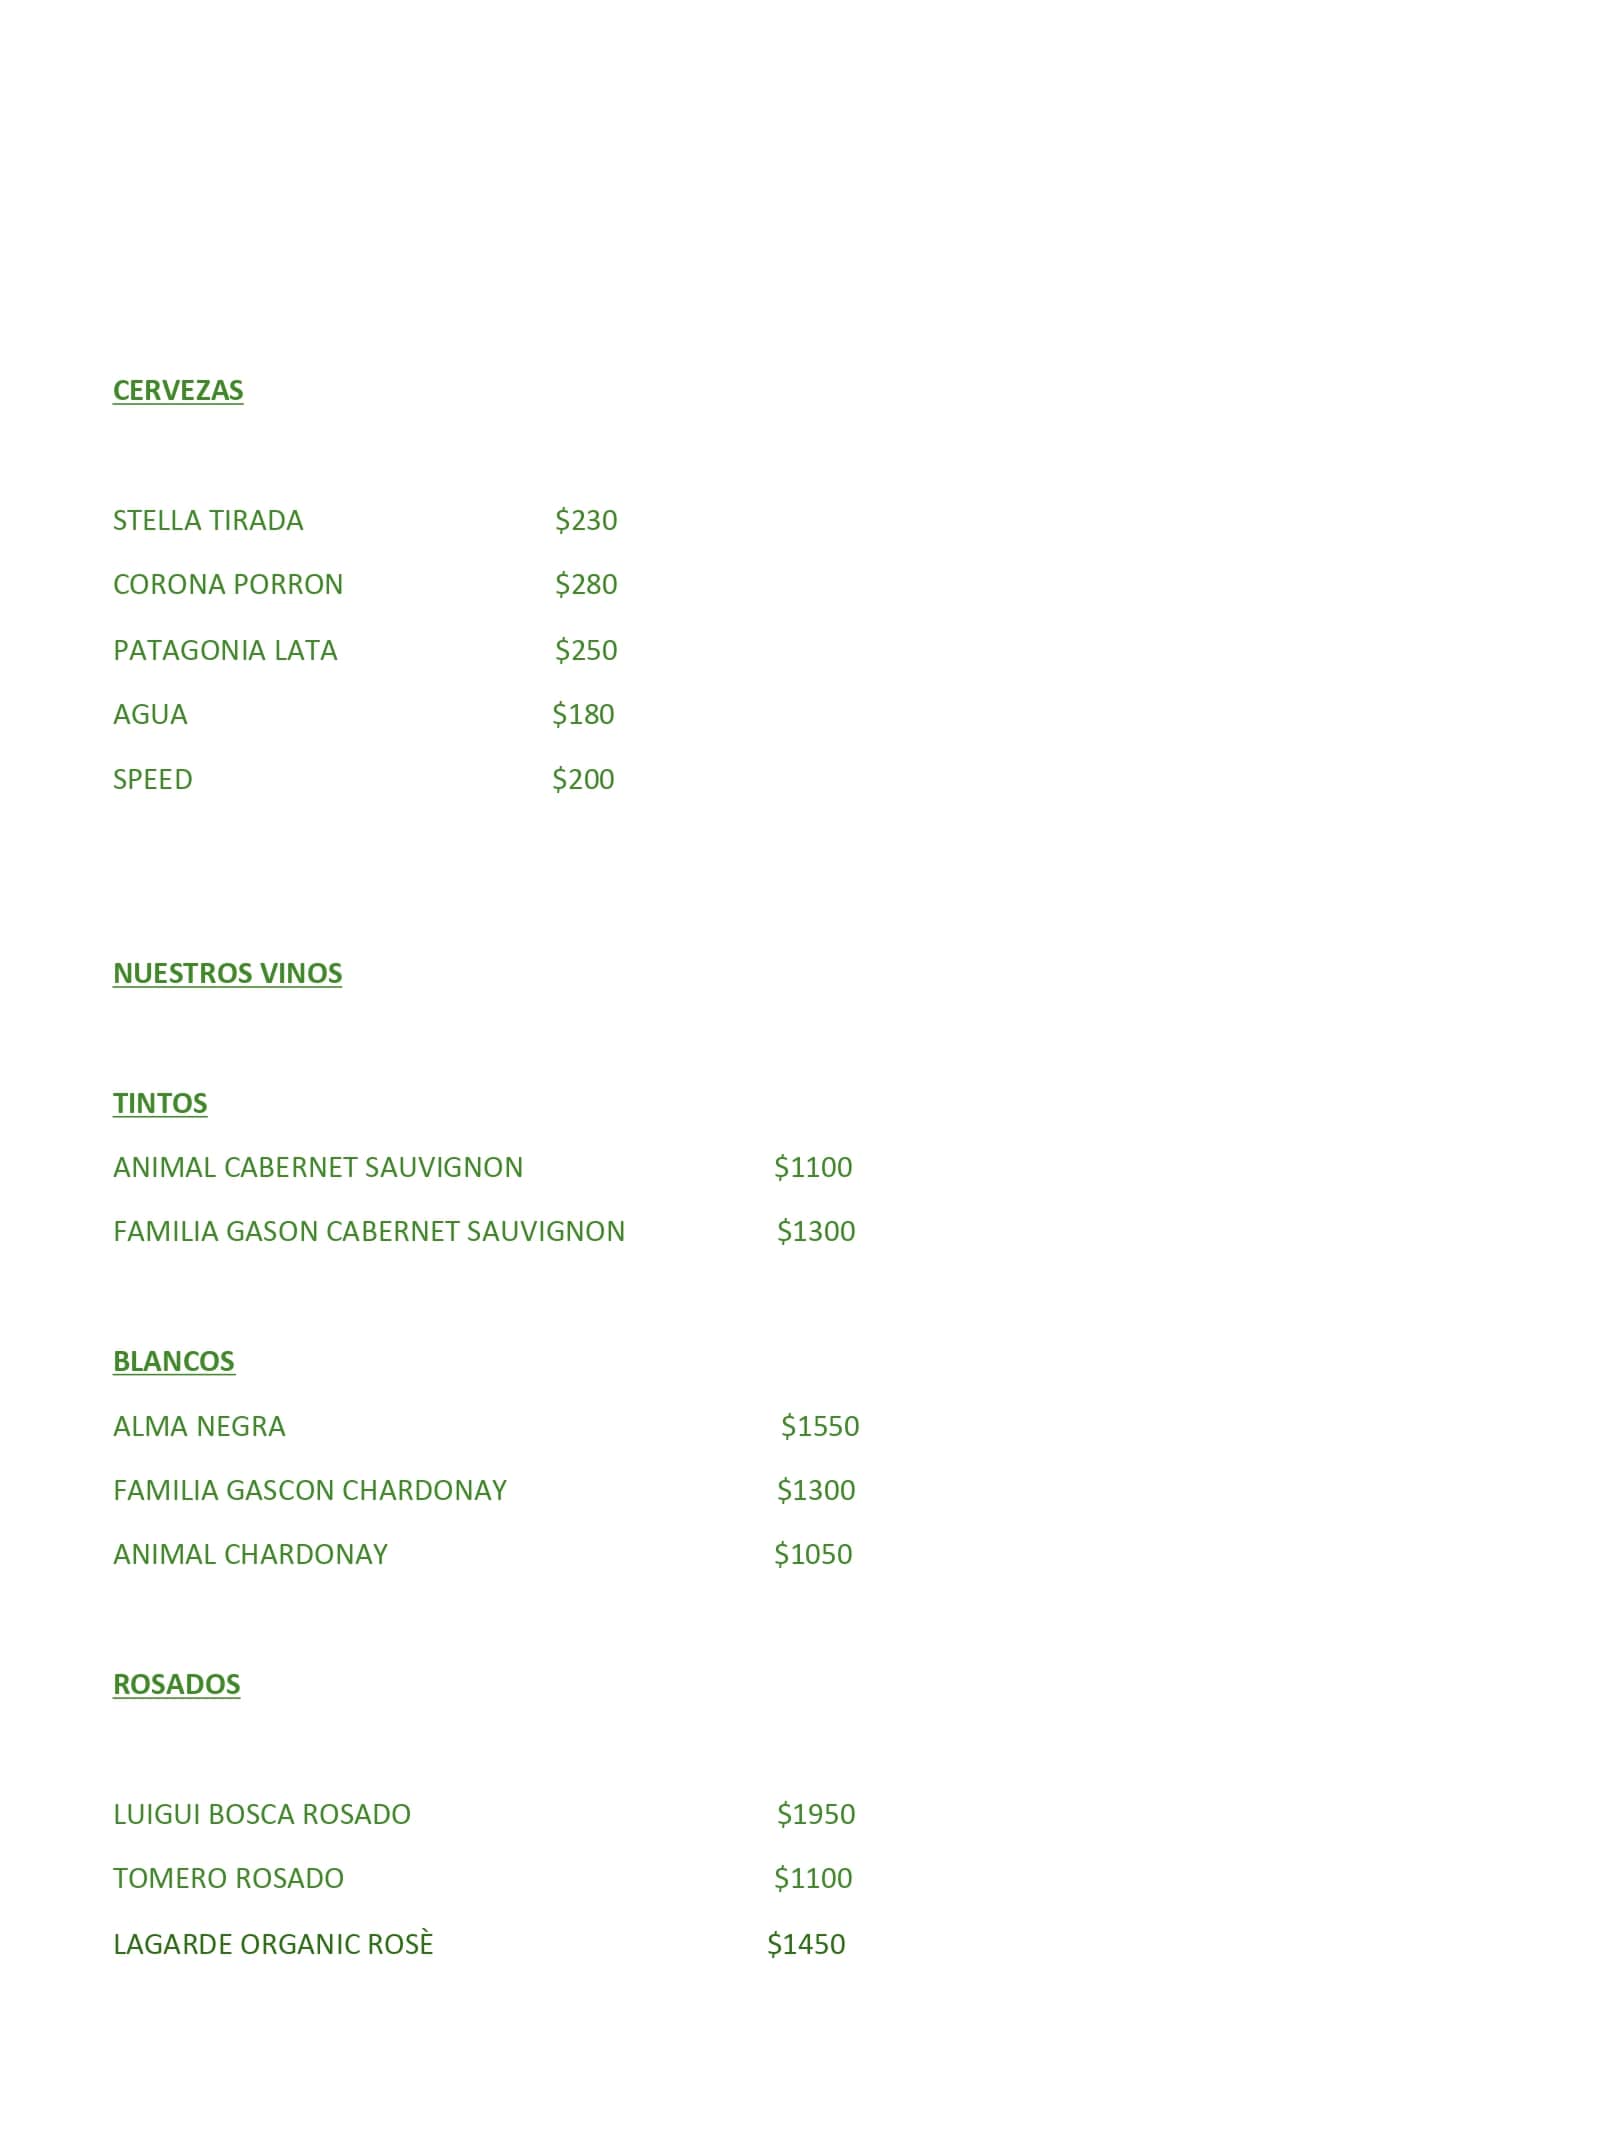 CERVEZAS
STELLA TIRADA $230
CORONA PORRON $280
PATAGONIA LATA $250
AGUA $180
SPEED $200
NUESTROS VINOS
TINTOS
ANIMAL CABERNET SAUVIGNON $1100
FAMILIA GASON CABERNET SAUVIGNON $1300
BLANCOS
ALMA NEGRA $1550
FAMILIA GASCON CHARDONAY $1300
ANIMAL CHARDONAY $1050
ROSADOS
LUIGUI BOSCA ROSADO $1950
TOMERO ROSADO $1100
LAGARDE ORGANIC ROSÈ $1450